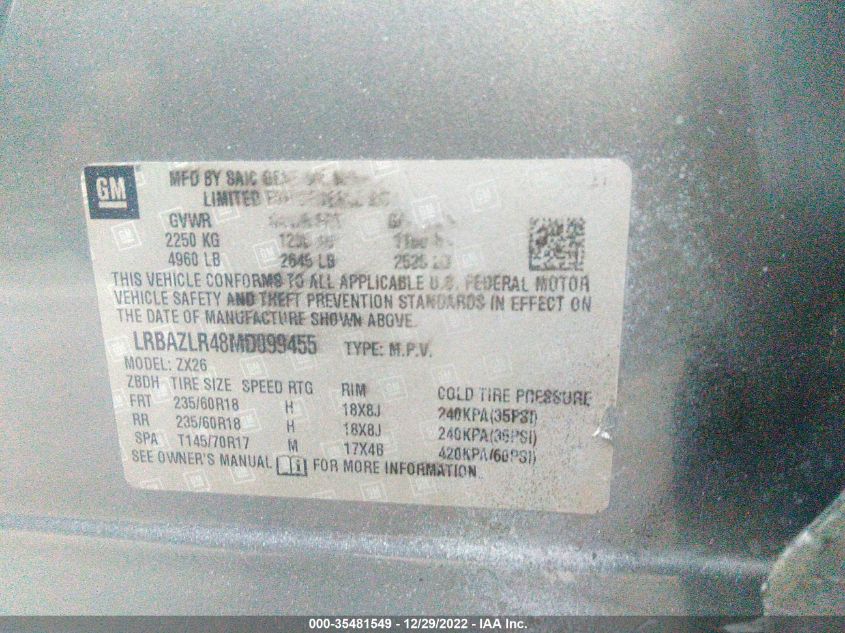 GM
MFD BY SAIC
LIMITED
GVWR
2250 KG
4960 LB 2645 LB
THIS VEHICLE CONFORMS TO ALL APPLICABLE U.S. FEDERAL MOTOR
VEHICLE SAFETY AND THEFT PREVENTION STANDARDS IN EFFECT ON
THE DATE OF MANUFACTURE SHOWN ABOVE.
LRBAZLR48MD099455 TYPE: M.P.V.
MODEL: ZX26
ZBDH TIRE SIZE SPEED RTG RIM COLD TIRE PRESSURE
FRT 235/60R18 H 18X8J 240KPA(35PSI)
RR 235/60R18 H 18X8J 240KPA(35PSI)
SPA T145/70R17 M 17X4B 420KPA(60PSI)
SEE OWNER'S MANUAL FOR MORE INFORMATION
000-35481549 - 12/29/2022 - IAA Inc.